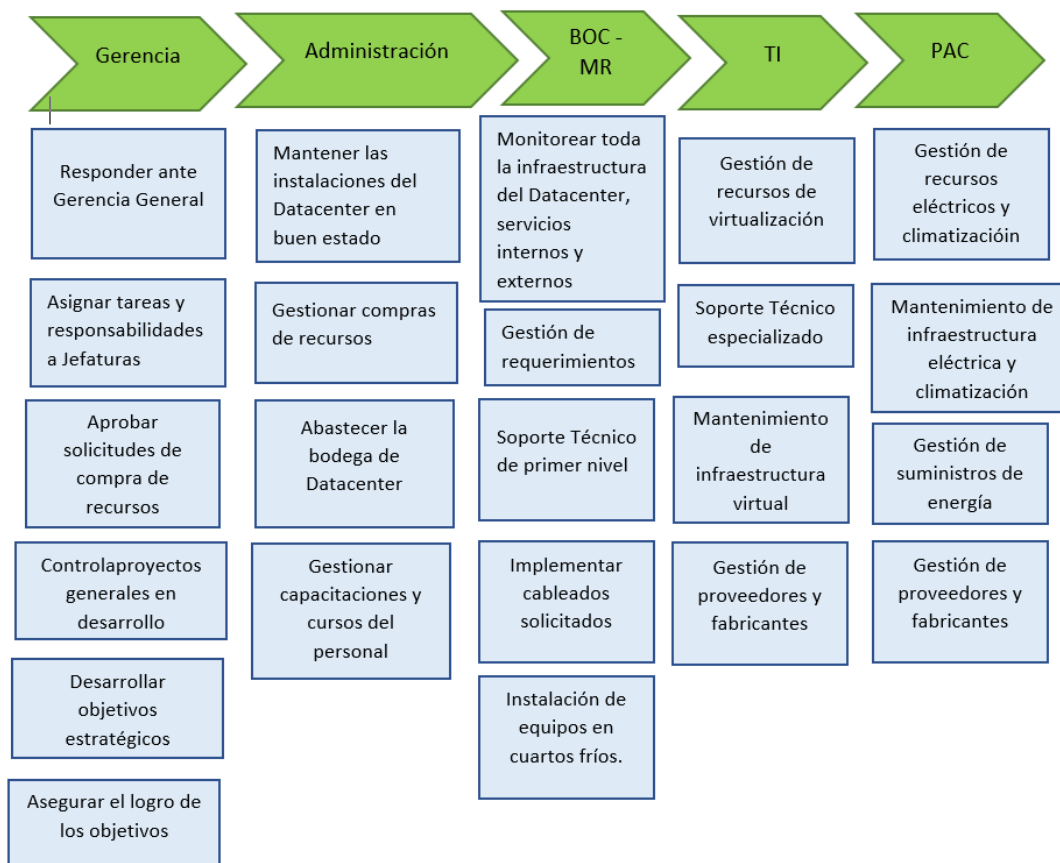 Gerencia
Administración
BOC -
MR
TI
PAC
Responder ante
Gerencia General
Asignar tareas y
responsabilidades
a Jefaturas
Aprobar
solicitudes de
compra de
recursos
Controlaproyectos
generales en
desarrollo
Desarrollar
objetivos
estratégicos
Asegurar el logro de
los objetivos
Mantener las
instalaciones del
Datacenter en
buen estado
Gestionar compras
de recursos
Abastecer la
bodega de
Datacenter
Gestionar
capacitaciones y
cursos del
personal
Monitorear toda
la infraestructura
del Datacenter,
servicios
internos y
externos
Gestión de
requerimientos
Soporte Técnico
de primer nivel
Implementar
cableados
solicitados
Instalación de
equipos en
cuartos fríos.
Gestión de
recursos de
virtualización
Soporte Técnico
especializado
Mantenimiento
de
infraestructura
virtual
Gestión de
proveedores y
fabricantes
Gestión de
recursos
eléctricos y
climatizacióin
Mantenimiento de
infraestructura
eléctrica y
climatización
Gestión de
suministros de
energía
Gestión de
proveedores y
fabricantes